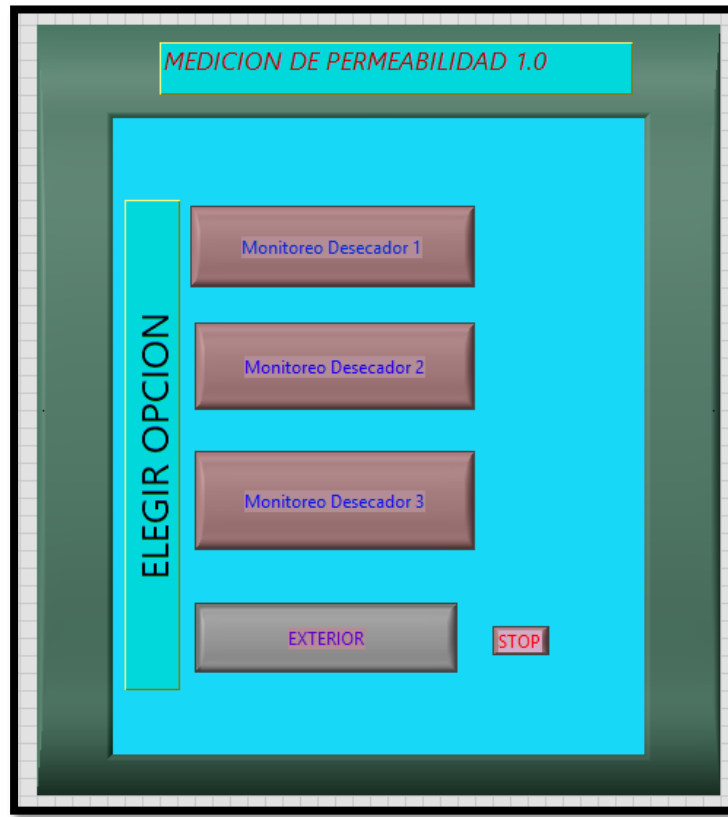 MEDICION DE PERMEABILIDAD 1.0
ELEGIR OPCION
Monitoreo Desecador 1
Monitoreo Desecador 2
Monitoreo Desecador 3
EXTERIOR
STOP